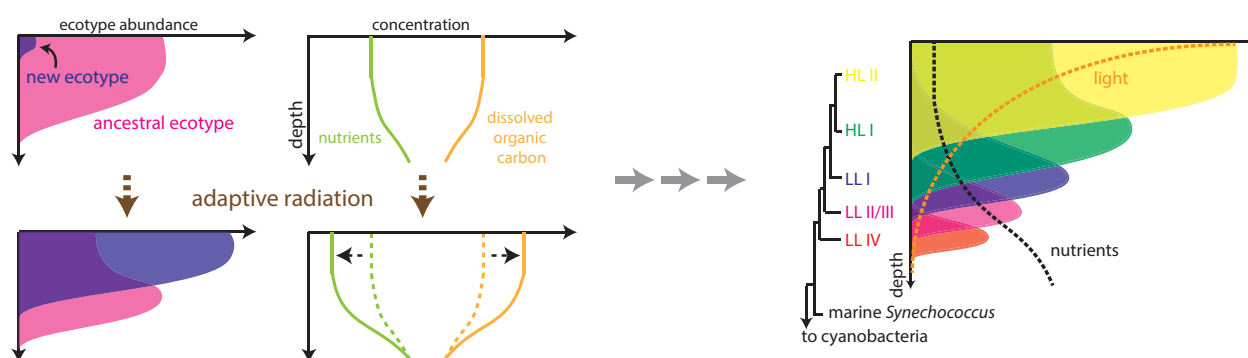 ecotype abundance
new ecotype
ancestral ecotype
concentration
depth
nutrients
dissolved
organic
carbon
adaptive radiation
HL II
HL I
LL I
LL II/III
LL IV
marine Synechococcus
to cyanobacteria
light
nutrients
depth